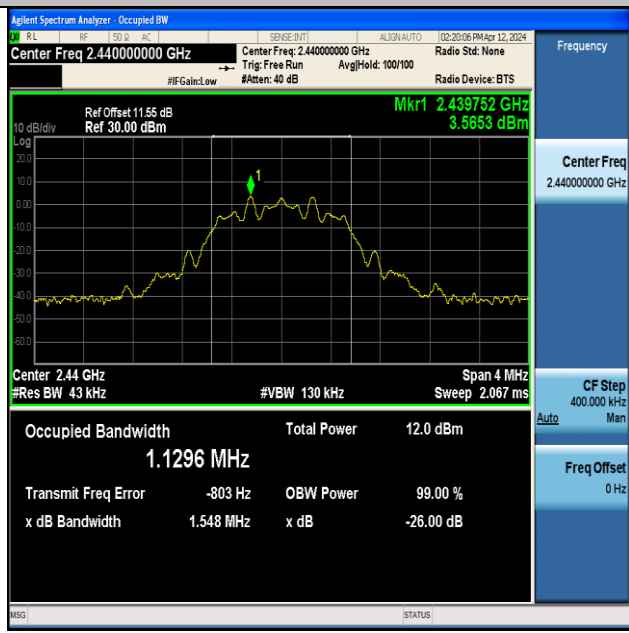 Agilent Spectrum Analyzer - Occupied BW
RL RF 50 Ω AC SENSE:INT ALIGN AUTO 02:20:06 PM Apr 12, 2024
Center Freq 2.440000000 GHz
Center Freq: 2.440000000 GHz
Radio Std: None
Trig: Free Run Avg|Hold: 100/100
#IFGain:Low
#Atten: 40 dB
Radio Device: BTS
Frequency
Mkr1 2.439752 GHz
3.5653 dBm
Ref Offset 11.55 dB
10 dB/div Ref 30.00 dBm
Log
20.0
10.0
0.00
-10.0
-20.0
-30.0
-40.0
-50.0
-60.0
1
Center Freq
2.440000000 GHz
Center 2.44 GHz Span 4 MHz
#Res BW 43 kHz #VBW 130 kHz Sweep 2.067 ms
CF Step
400.000 kHz
Auto Man
Occupied Bandwidth Total Power 12.0 dBm
1.1296 MHz
Transmit Freq Error -803 Hz OBW Power 99.00 %
x dB Bandwidth 1.548 MHz x dB -26.00 dB
Freq Offset
0 Hz
MSG STATUS